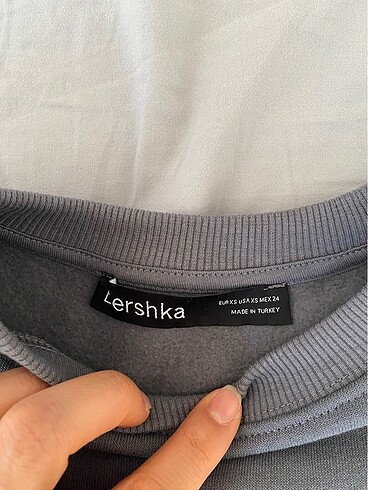 Lershka
EUR XS USA XS MEX 24
MADE IN TURKEY